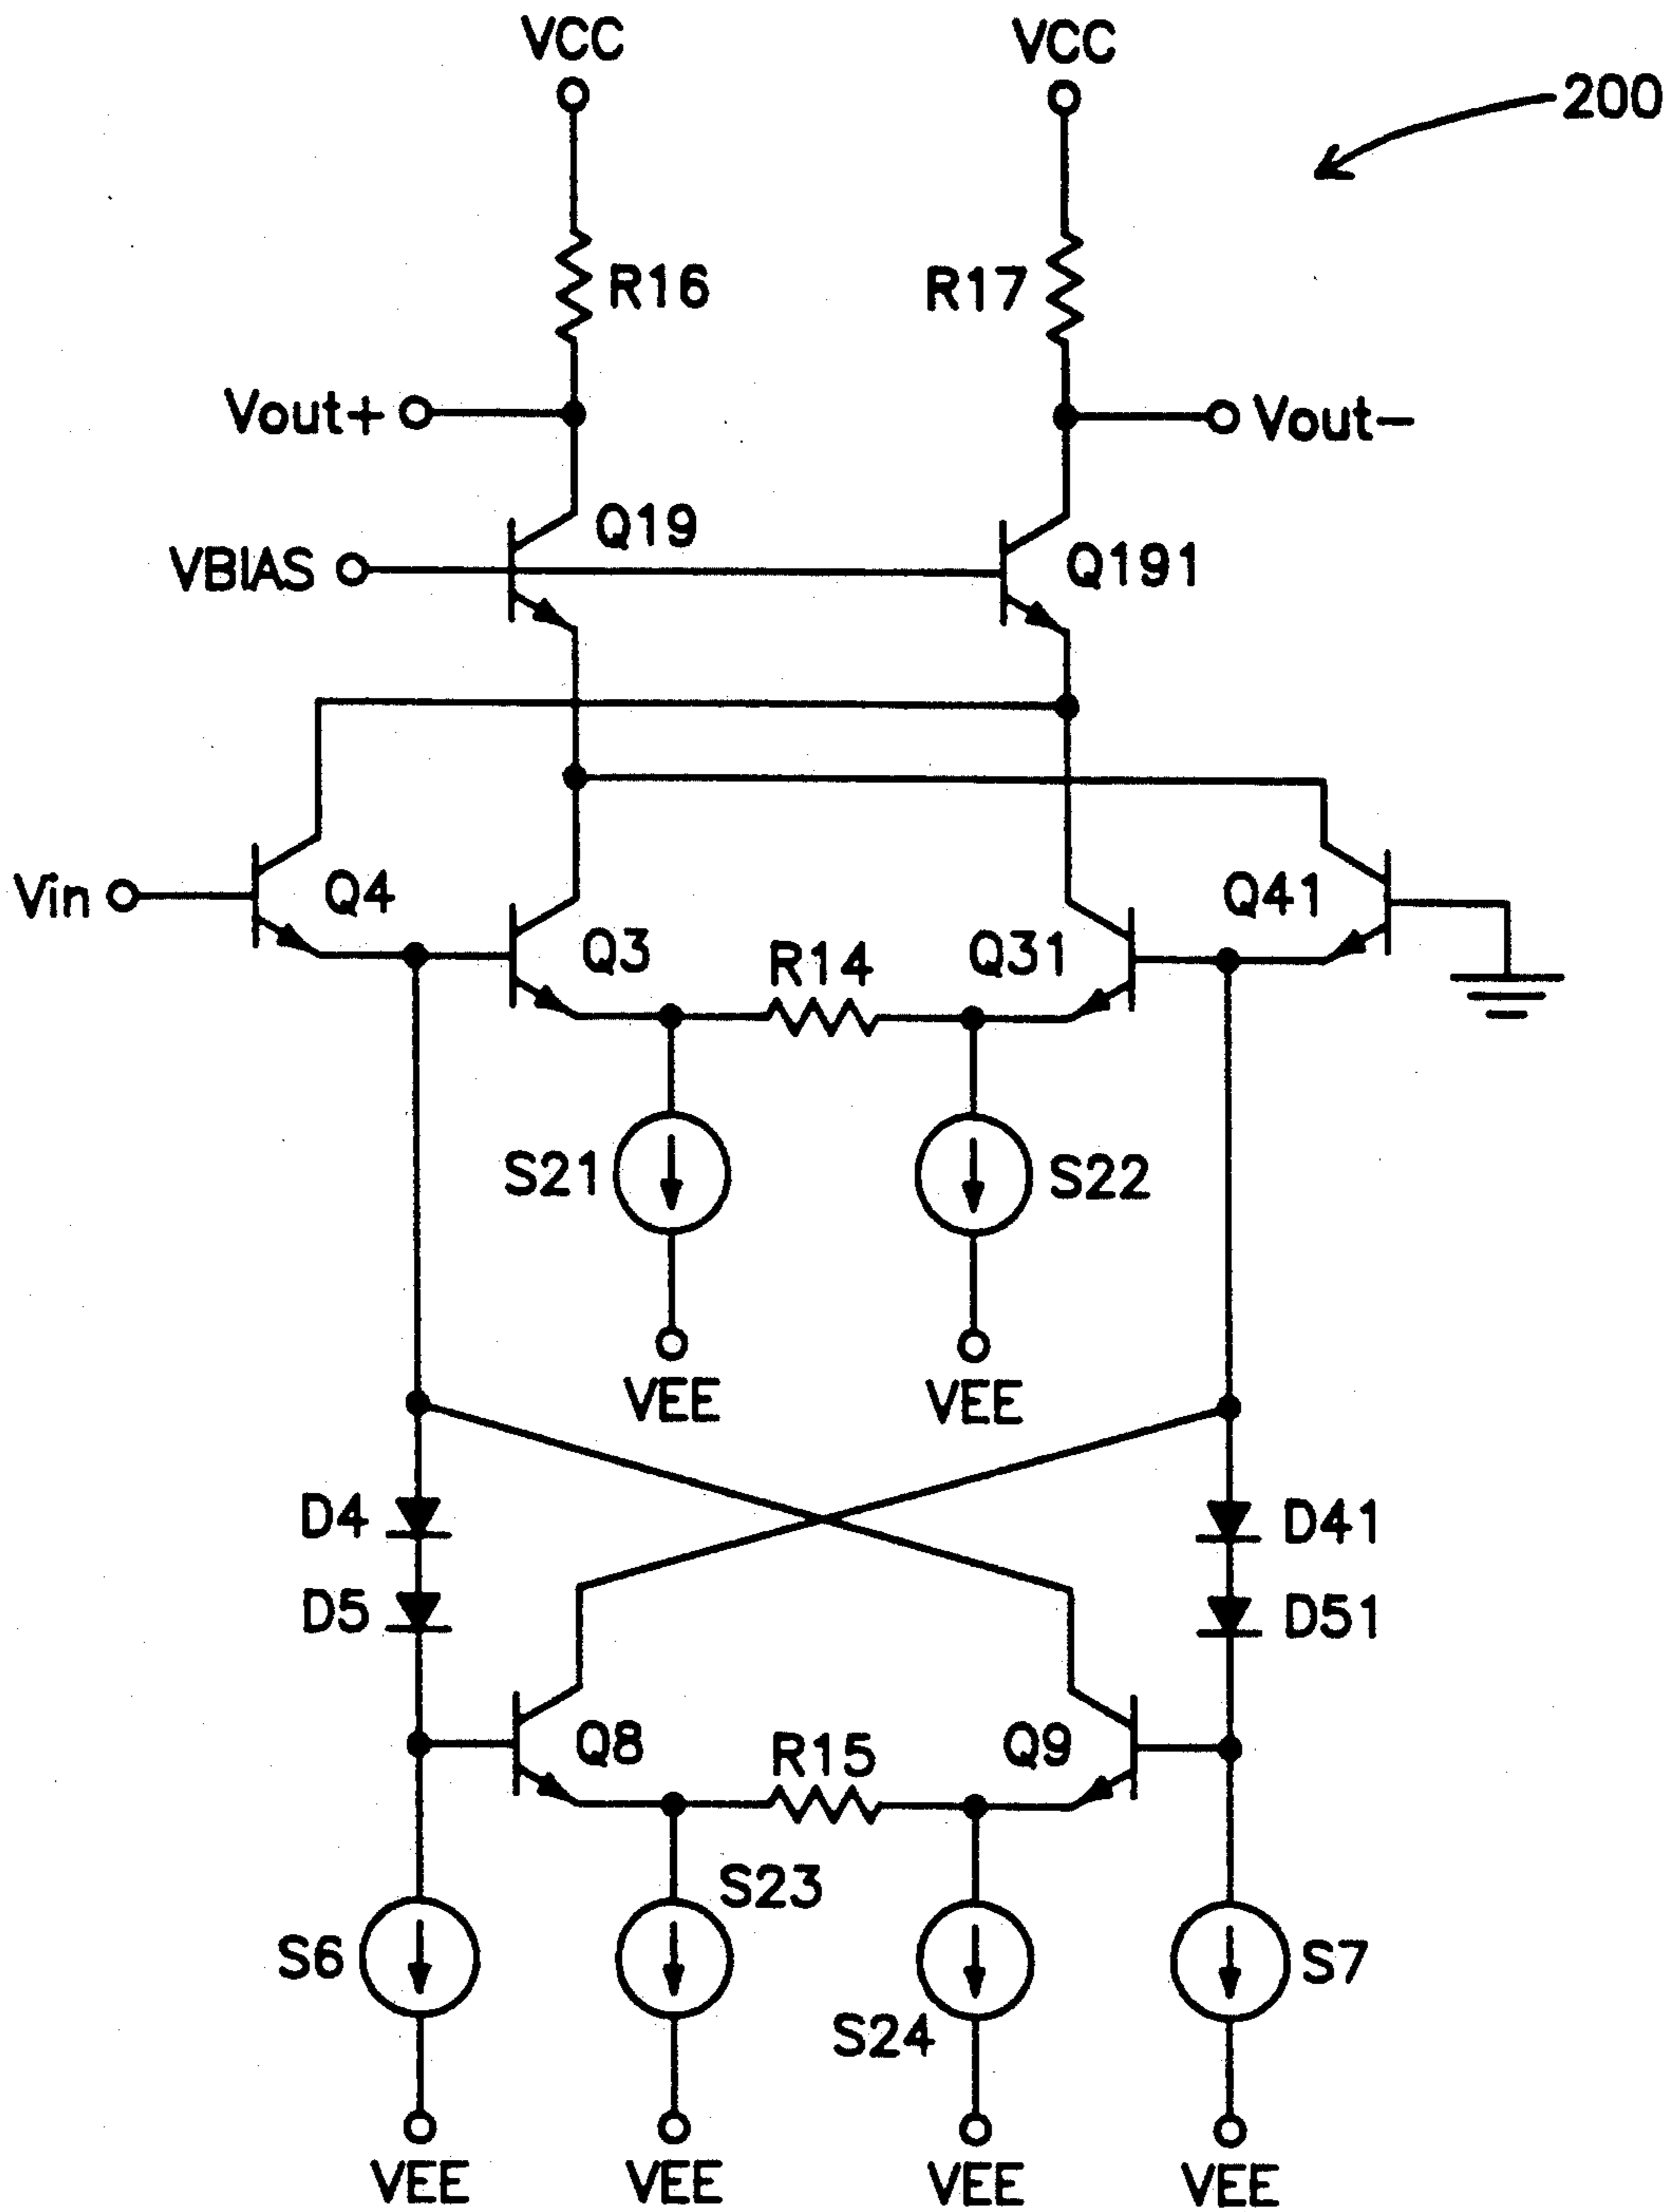 VCC VCC
200
R16 R17
Vout+ Vout-
Q19
VBIAS Q191
Vin Q4 Q41
Q3 R14 Q31
S21 S22
VEE VEE
D4 D41
D5 D51
Q8 R15 Q9
S23
S6 S7
S24
VEE VEE VEE VEE